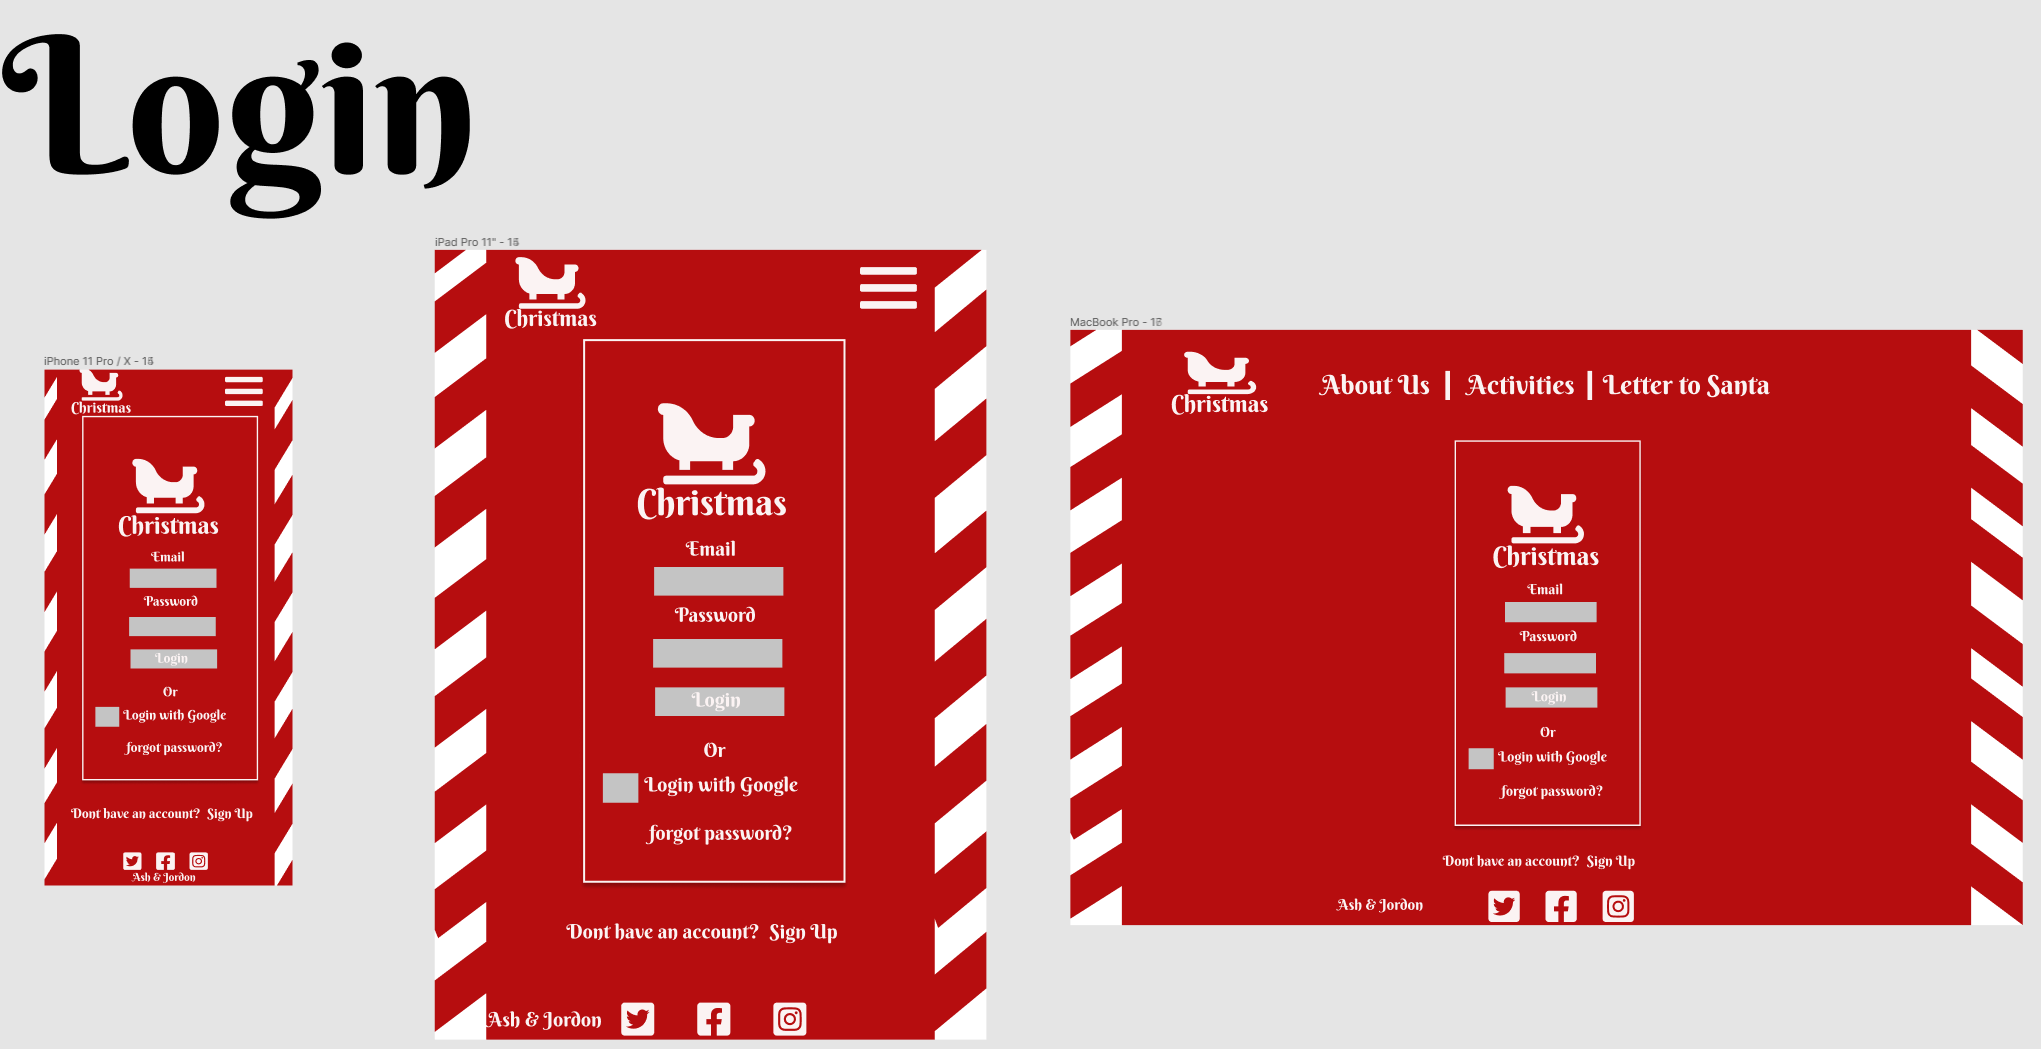 Login
iPhone 11 Pro / X - 
Christmas
Christmas
Email
Password
Login
Or
Login with Google
forgot password?
Dont have an account? Sign Up
Ash & Jordon
iPad Pro 11" - 
Christmas
Christmas
Email
Password
Login
Or
Login with Google
forgot password?
Dont have an account? Sign Up
Ash & Jordon
MacBook Pro - 
Christmas
About Us | Activities | Letter to Santa
Christmas
Email
Password
Login
Or
Login with Google
forgot password?
Dont have an account? Sign Up
Ash & Jordon